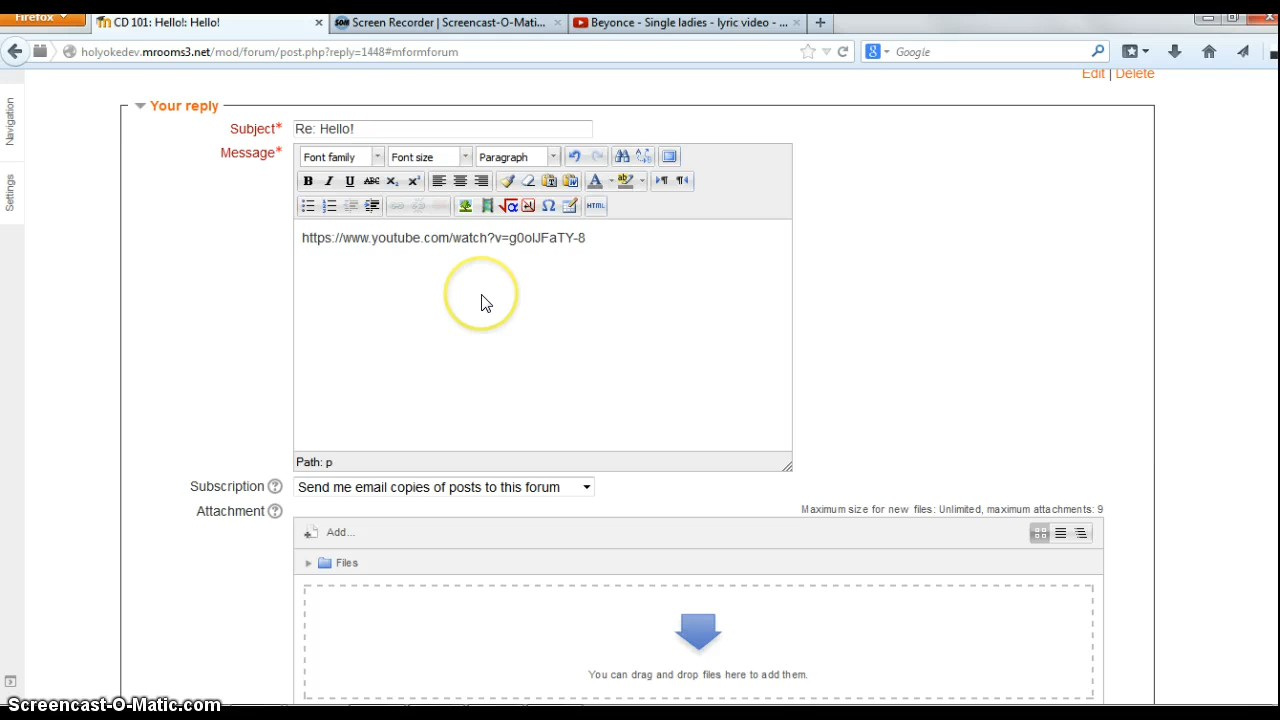 Firefox
CD 101: Hello!: Hello!
Screen Recorder | Screencast-O-Mati...
Beyonce - Single ladies - lyric video - ...
holyokedev.mrooms3.net/mod/forum/post.php?reply=1448#mformforum
Google
Edit | Delete
Navigation
Settings
Your reply
Subject*
Re: Hello!
Message*
Font family
Font size
Paragraph
B I U ABC
HTML
https://www.youtube.com/watch?v=g0olJFaTY-8
Path: p
Subscription
Send me email copies of posts to this forum
Attachment
Maximum size for new files: Unlimited, maximum attachments: 9
Add...
Files
You can drag and drop files here to add them.
Screencast-O-Matic.com